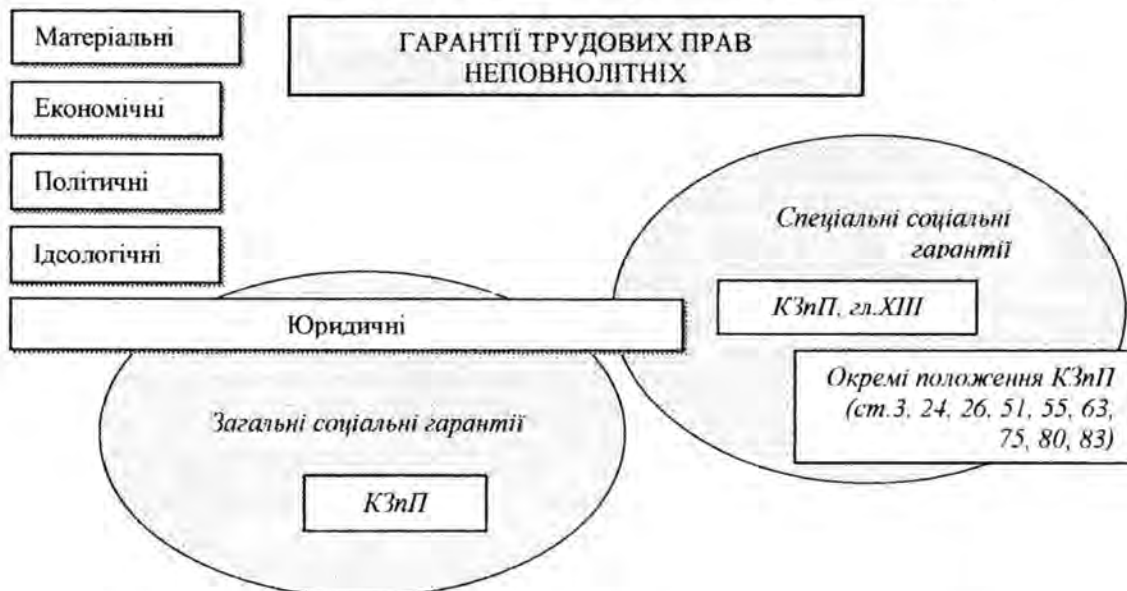 Матеріальні
ГАРАНТІЇ ТРУДОВИХ ПРАВ
НЕПОВНОЛІТНІХ
Економічні
Політичні
Ідеологічні
Юридичні
Спеціальні соціальні
гарантії
КЗпП, гл.XIII
Окремі положення КЗпП
(ст.3, 24, 26, 51, 55, 63,
75, 80, 83)
Загальні соціальні гарантії
КЗпП